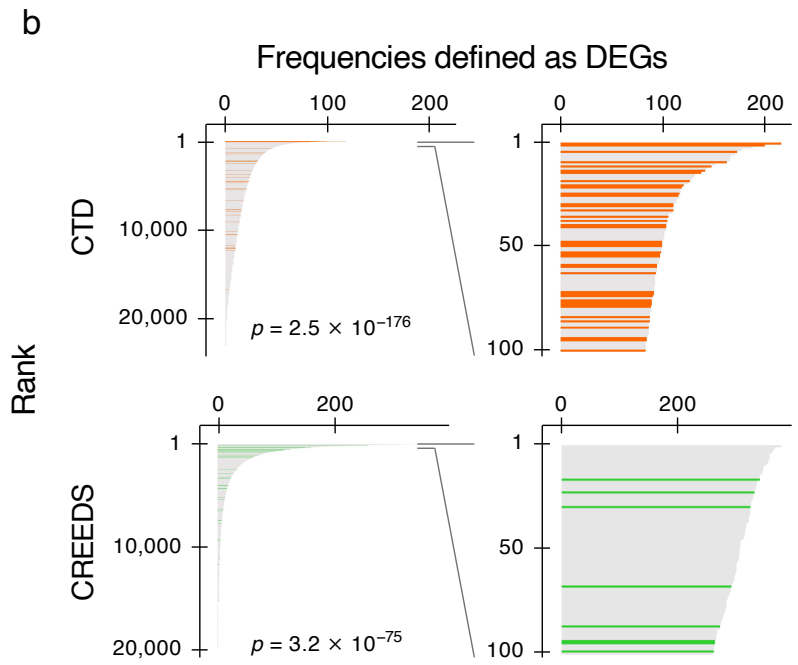 b
Frequencies defined as DEGs
0 100 200
0 100 200
1
10,000
20,000
CTD
p = 2.5 × 10⁻¹⁷⁶
1
50
100
Rank
0 200
0 200
1
10,000
20,000
CREEDS
p = 3.2 × 10⁻⁷⁵
1
50
100